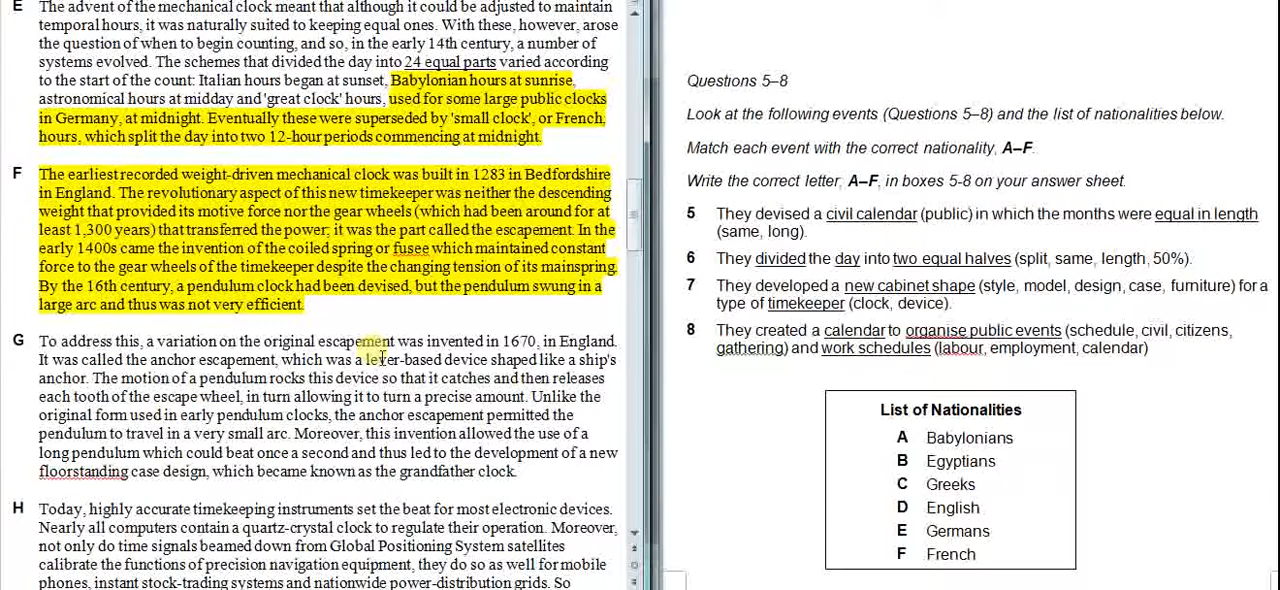 E The advent of the mechanical clock meant that although it could be adjusted to maintain
temporal hours, it was naturally suited to keeping equal ones. With these, however, arose
the question of when to begin counting, and so, in the early 14th century, a number of
systems evolved. The schemes that divided the day into 24 equal parts varied according
to the start of the count: Italian hours began at sunset, Babylonian hours at sunrise,
astronomical hours at midday and 'great clock' hours, used for some large public clocks
in Germany, at midnight. Eventually these were superseded by 'small clock', or French,
hours, which split the day into two 12-hour periods commencing at midnight.
F The earliest recorded weight-driven mechanical clock was built in 1283 in Bedfordshire
in England. The revolutionary aspect of this new timekeeper was neither the descending
weight that provided its motive force nor the gear wheels (which had been around for at
least 1,300 years) that transferred the power; it was the part called the escapement. In the
early 1400s came the invention of the coiled spring or fusee which maintained constant
force to the gear wheels of the timekeeper despite the changing tension of its mainspring.
By the 16th century, a pendulum clock had been devised, but the pendulum swung in a
large arc and thus was not very efficient.
G To address this, a variation on the original escapement was invented in 1670, in England.
It was called the anchor escapement, which was a lever-based device shaped like a ship's
anchor. The motion of a pendulum rocks this device so that it catches and then releases
each tooth of the escape wheel, in turn allowing it to turn a precise amount. Unlike the
original form used in early pendulum clocks, the anchor escapement permitted the
pendulum to travel in a very small arc. Moreover, this invention allowed the use of a
long pendulum which could beat once a second and thus led to the development of a new
floorstanding case design, which became known as the grandfather clock.
H Today, highly accurate timekeeping instruments set the beat for most electronic devices.
Nearly all computers contain a quartz-crystal clock to regulate their operation. Moreover,
not only do time signals beamed down from Global Positioning System satellites
calibrate the functions of precision navigation equipment, they do so as well for mobile
phones, instant stock-trading systems and nationwide power-distribution grids. So
Questions 5–8
Look at the following events (Questions 5–8) and the list of nationalities below.
Match each event with the correct nationality, A–F.
Write the correct letter, A–F, in boxes 5-8 on your answer sheet.
5 They devised a civil calendar (public) in which the months were equal in length
(same, long).
6 They divided the day into two equal halves (split, same, length, 50%).
7 They developed a new cabinet shape (style, model, design, case, furniture) for a
type of timekeeper (clock, device).
8 They created a calendar to organise public events (schedule, civil, citizens,
gathering) and work schedules (labour, employment, calendar)
List of Nationalities
A Babylonians
B Egyptians
C Greeks
D English
E Germans
F French